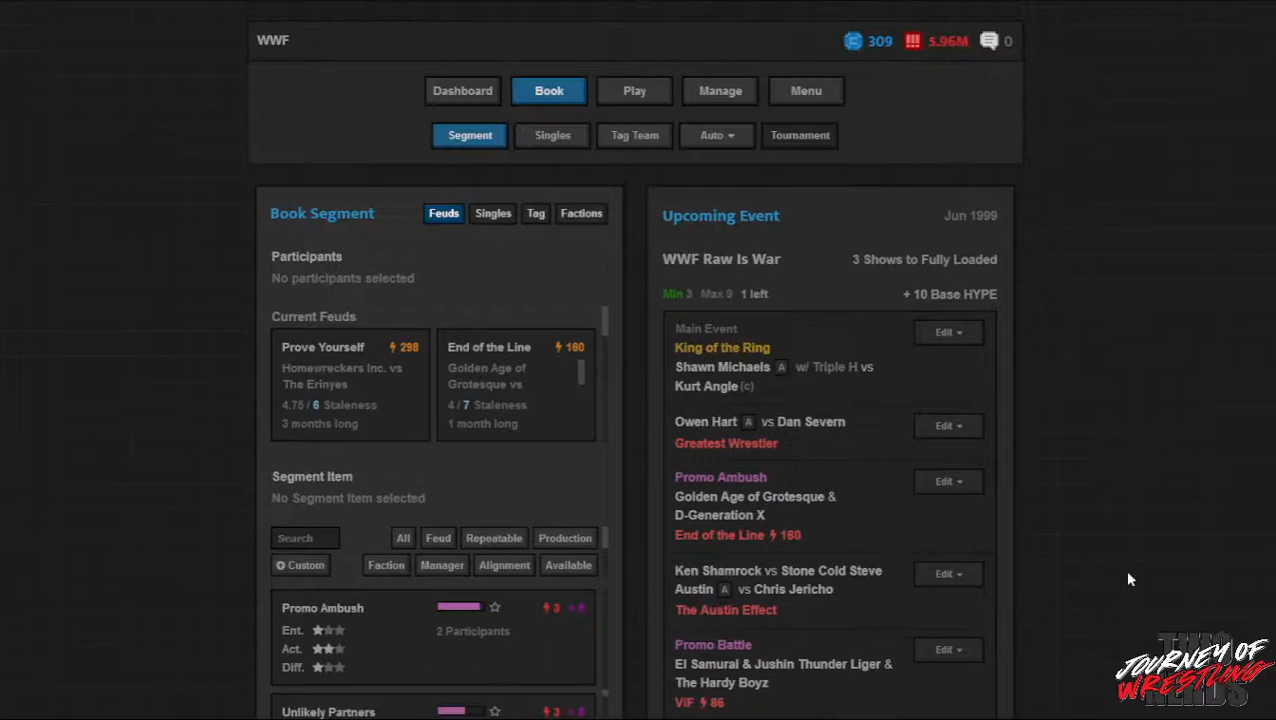 WWF
309 5.96M 0
Dashboard Book Play Manage Menu
Segment Singles Tag Team Auto Tournament
Book Segment Feuds Singles Tag Factions
Participants
No participants selected
Current Feuds
Prove Yourself 298
Homewreckers Inc. vs
The Erinyes
4.75 / 6 Staleness
3 months long
End of the Line 160
Golden Age of
Grotesque vs
4 / 7 Staleness
1 month long
Segment Item
No Segment Item selected
Search All Feud Repeatable Production
Custom Faction Manager Alignment Available
Promo Ambush 3
Ent. 2 Participants
Act.
Diff.
Unlikely Partners 3
Upcoming Event Jun 1999
WWF Raw Is War 3 Shows to Fully Loaded
Min 3 Max 9 1 left + 10 Base HYPE
Main Event Edit
King of the Ring
Shawn Michaels A w/ Triple H vs
Kurt Angle (c)
Owen Hart A vs Dan Severn Edit
Greatest Wrestler
Promo Ambush Edit
Golden Age of Grotesque &
D-Generation X
End of the Line 160
Ken Shamrock vs Stone Cold Steve Edit
Austin A vs Chris Jericho
The Austin Effect
Promo Battle Edit
El Samurai & Jushin Thunder Liger &
The Hardy Boyz
VIF 86
JOURNEY OF
WRESTLING